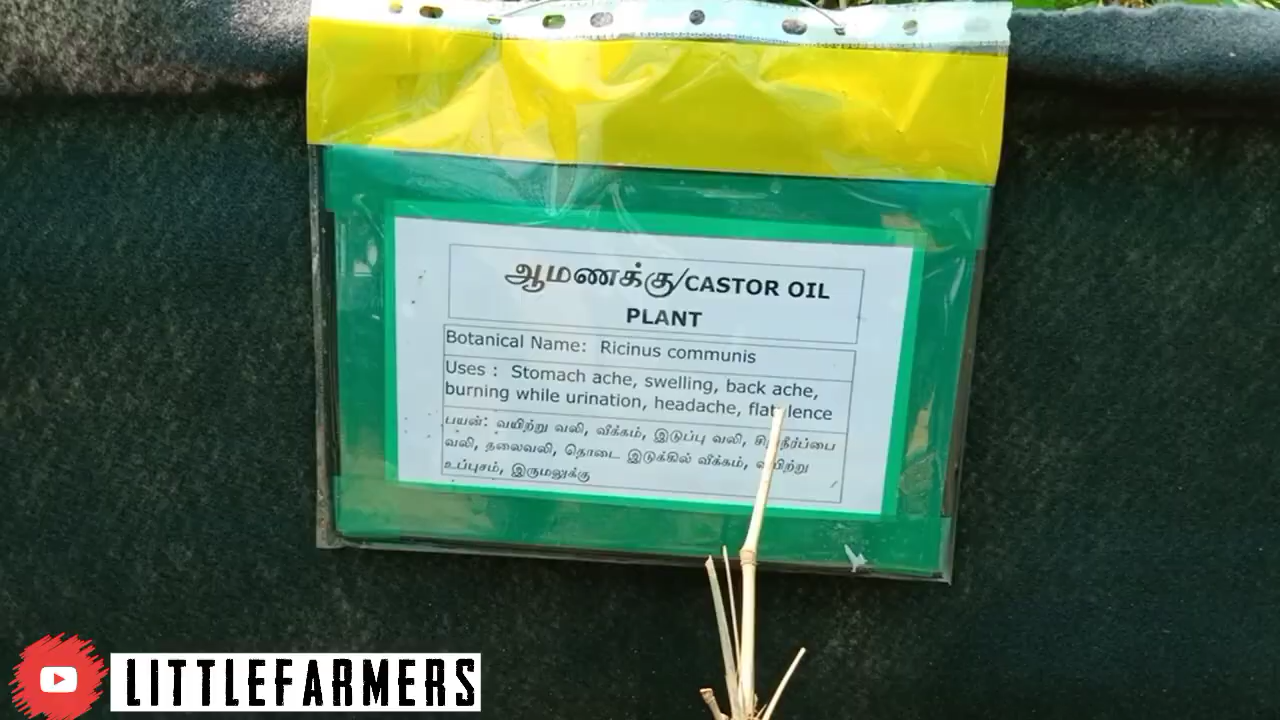 ஆமணக்கு/CASTOR OIL
PLANT
Botanical Name: Ricinus communis
Uses : Stomach ache, swelling, back ache,
burning while urination, headache,
பயன்: வயிற்று வலி, வீக்கம், இடுப்பு வலி,
வலி, தலைவலி, தொடை இடுக்கில் வீக்கம்,
உப்புசம், இருமலுக்கு
LITTLEFARMERS